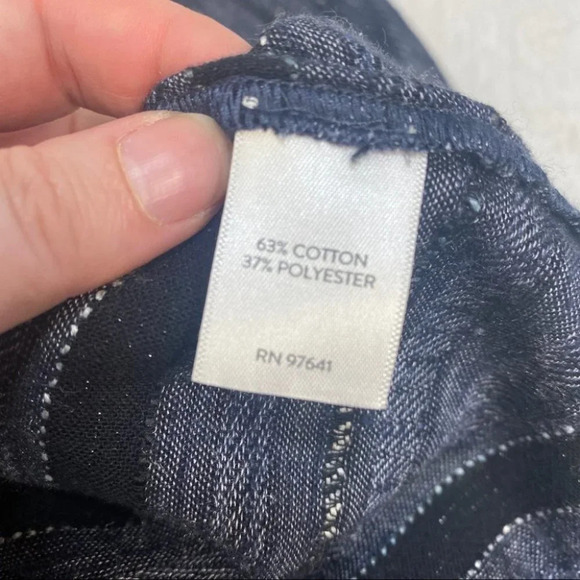 63% COTTON
37% POLYESTER
RN 97641